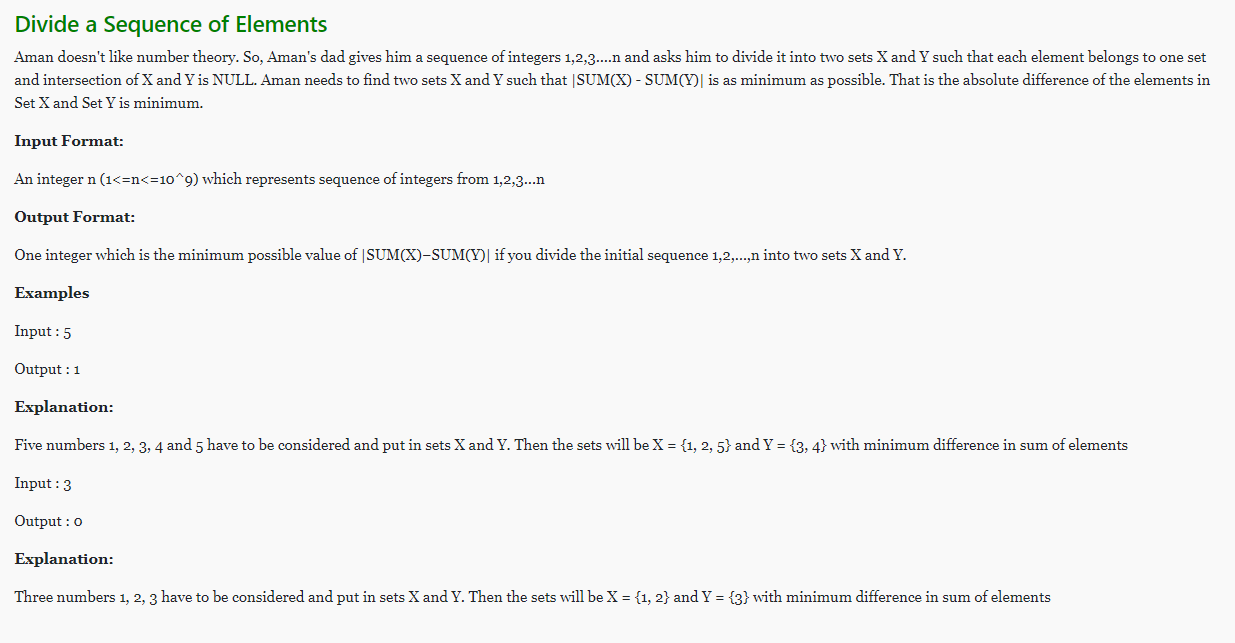 Divide a Sequence of Elements
Aman doesn't like number theory. So, Aman's dad gives him a sequence of integers 1,2,3....n and asks him to divide it into two sets X and Y such that each element belongs to one set
and intersection of X and Y is NULL. Aman needs to find two sets X and Y such that |SUM(X) - SUM(Y)| is as minimum as possible. That is the absolute difference of the elements in
Set X and Set Y is minimum.
Input Format:
An integer n (1<=n<=10^9) which represents sequence of integers from 1,2,3...n
Output Format:
One integer which is the minimum possible value of |SUM(X)−SUM(Y)| if you divide the initial sequence 1,2,...,n into two sets X and Y.
Examples
Input : 5
Output : 1
Explanation:
Five numbers 1, 2, 3, 4 and 5 have to be considered and put in sets X and Y. Then the sets will be X = {1, 2, 5} and Y = {3, 4} with minimum difference in sum of elements
Input : 3
Output : 0
Explanation:
Three numbers 1, 2, 3 have to be considered and put in sets X and Y. Then the sets will be X = {1, 2} and Y = {3} with minimum difference in sum of elements